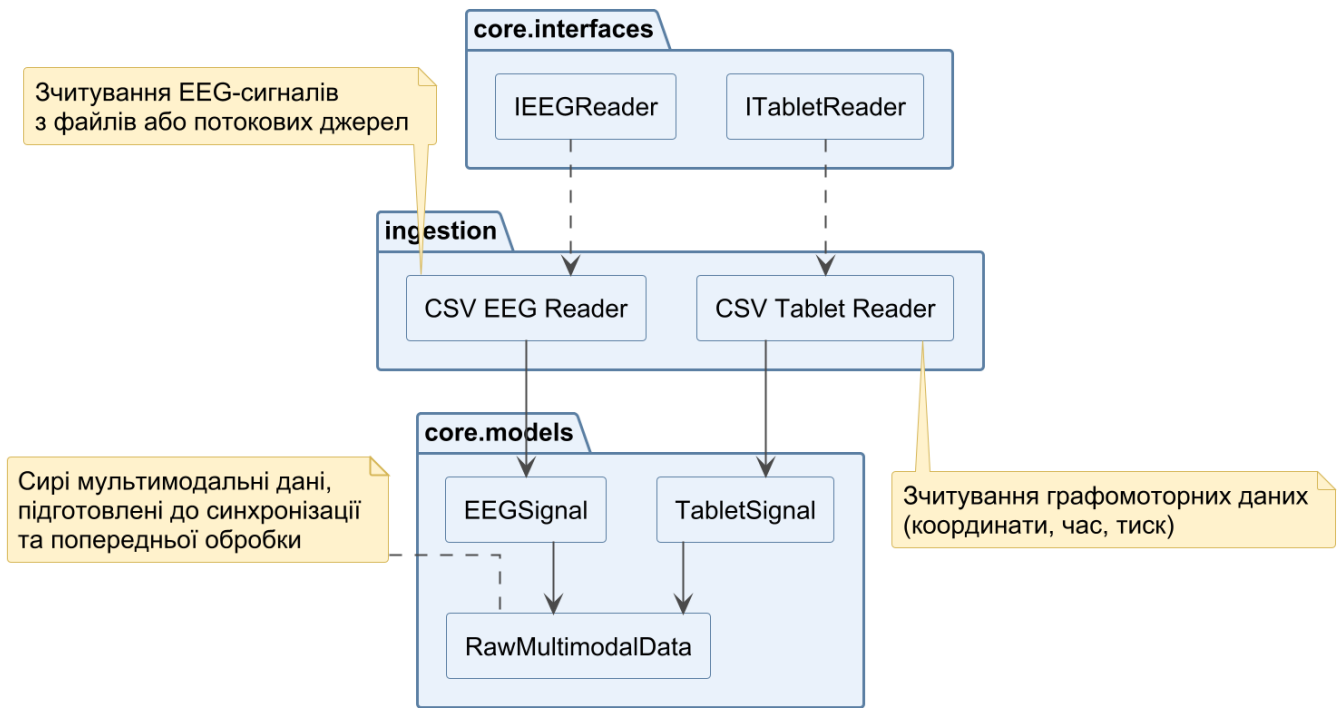 core.interfaces
IEEGReader
ITabletReader
Зчитування EEG-сигналів
з файлів або потокових джерел
ingestion
CSV EEG Reader
CSV Tablet Reader
core.models
EEGSignal
TabletSignal
Сирі мультимодальні дані,
підготовлені до синхронізації
та попередньої обробки
Зчитування графомоторних даних
(координати, час, тиск)
RawMultimodalData